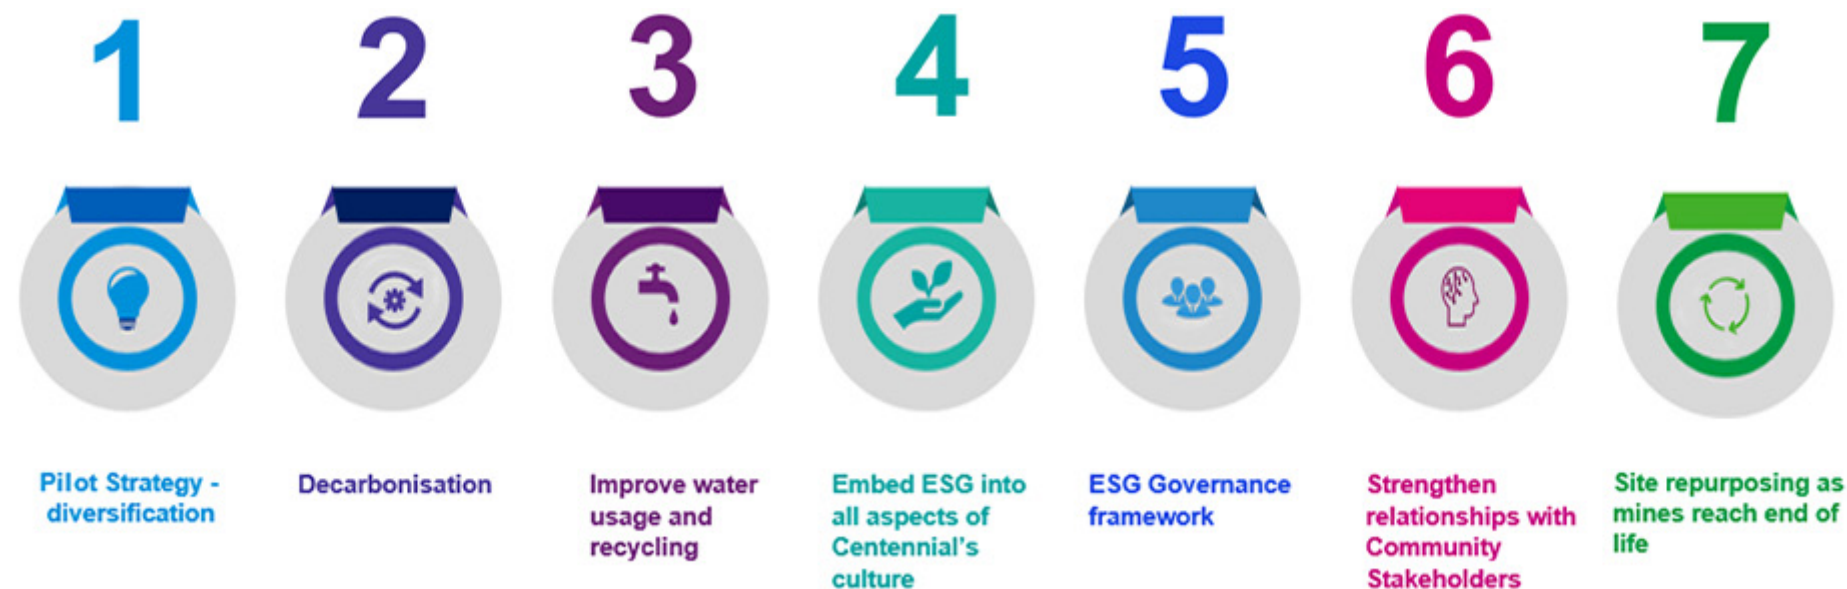 1
2
3
4
5
6
7
Pilot Strategy -
diversification
Decarbonisation
Improve water
usage and
recycling
Embed ESG into
all aspects of
Centennial's
culture
ESG Governance
framework
Strengthen
relationships with
Community
Stakeholders
Site repurposing as
mines reach end of
life